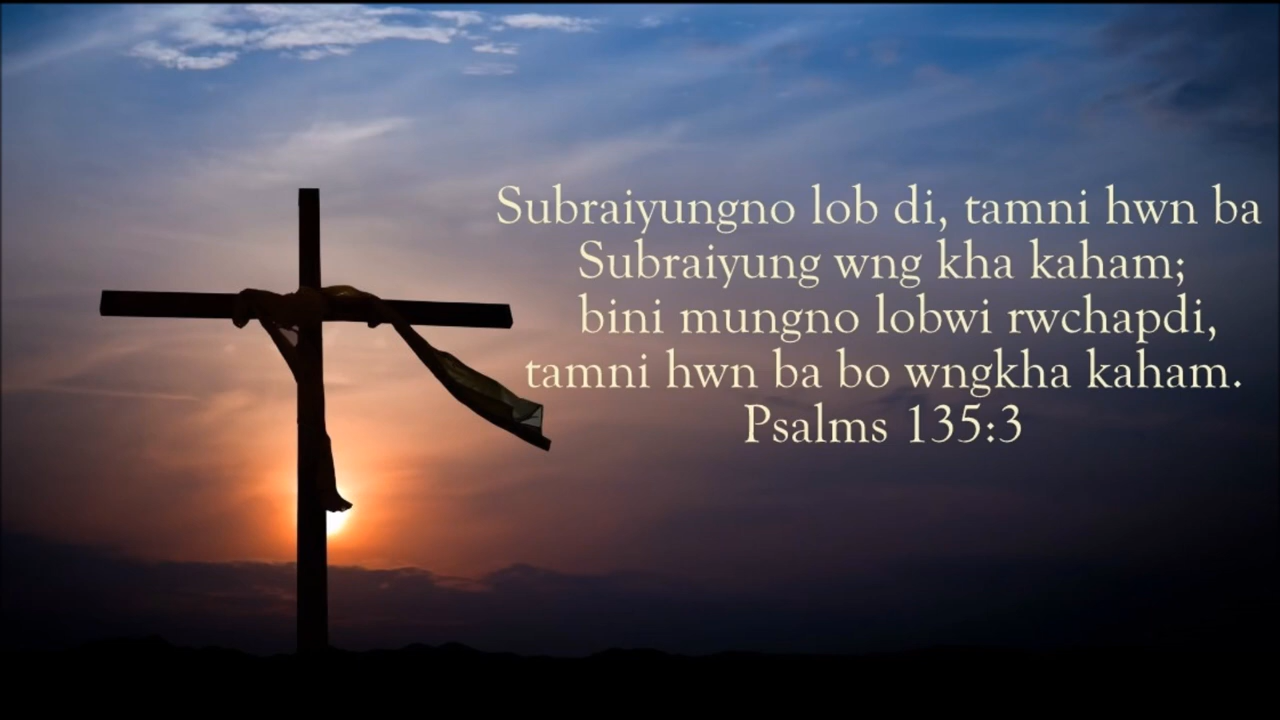 Subraiyungno lob di, tamni hwn ba
Subraiyung wng kha kaham;
bini mungno lobwi rwchapdi,
tamni hwn ba bo wngkha kaham.
Psalms 135:3